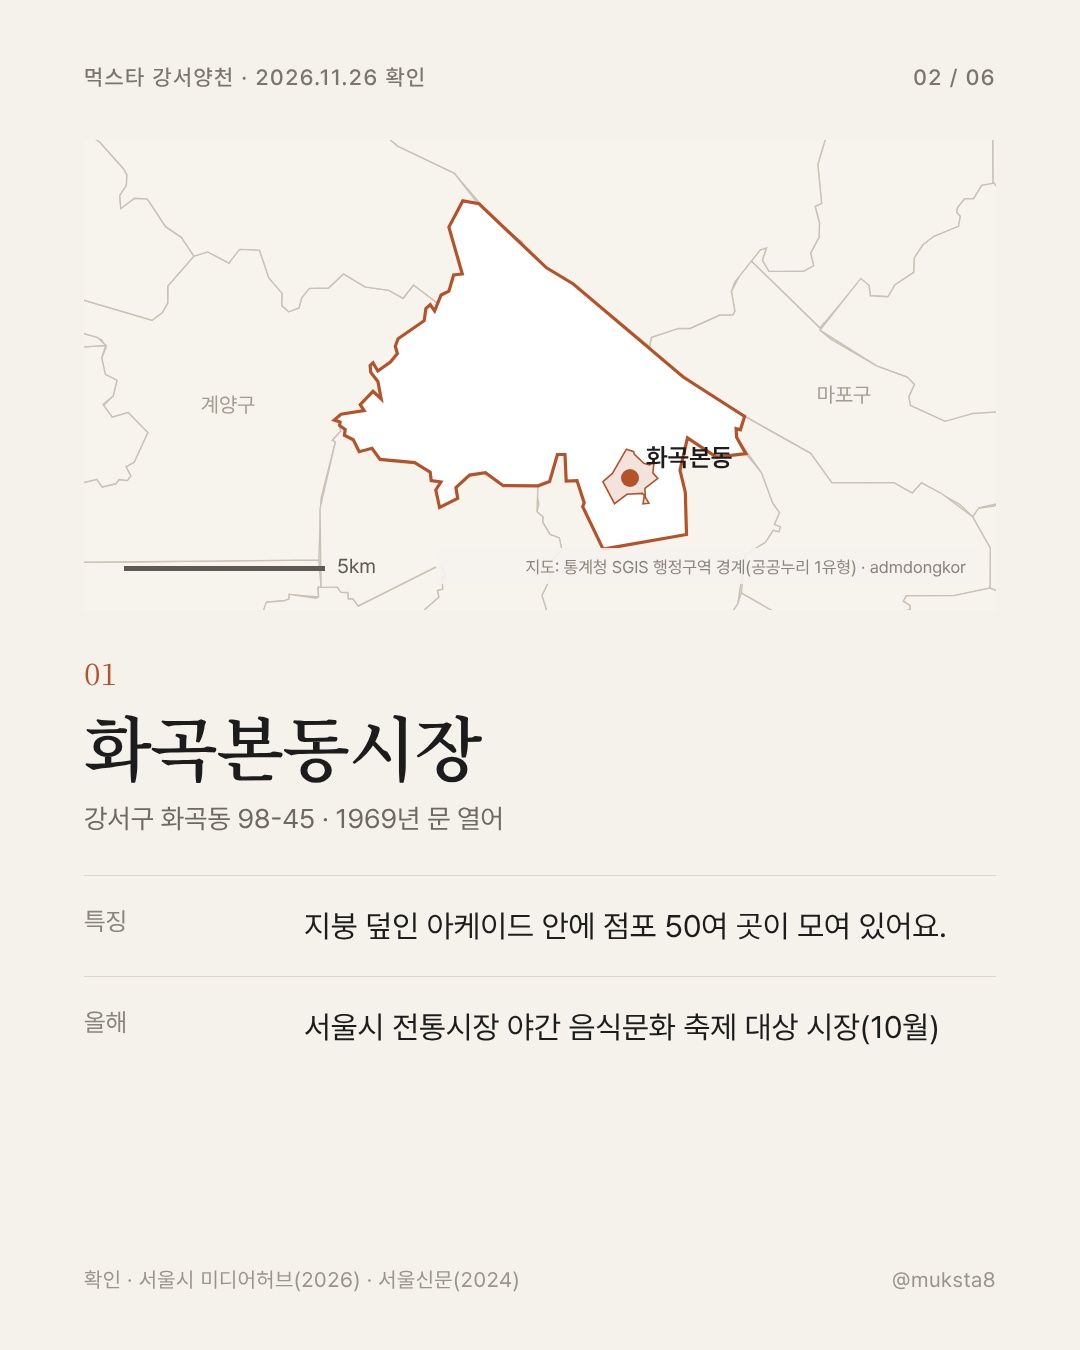 먹스타 강서양천 · 2026.11.26 확인
02 / 06
계양구
마포구
화곡본동
5km
지도: 통계청 SGIS 행정구역 경계(공공누리 1유형) · admdongkor
01
화곡본동시장
강서구 화곡동 98-45 · 1969년 문 열어
특징
지붕 덮인 아케이드 안에 점포 50여 곳이 모여 있어요.
올해
서울시 전통시장 야간 음식문화 축제 대상 시장(10월)
확인 · 서울시 미디어허브(2026) · 서울신문(2024)
@muksta8